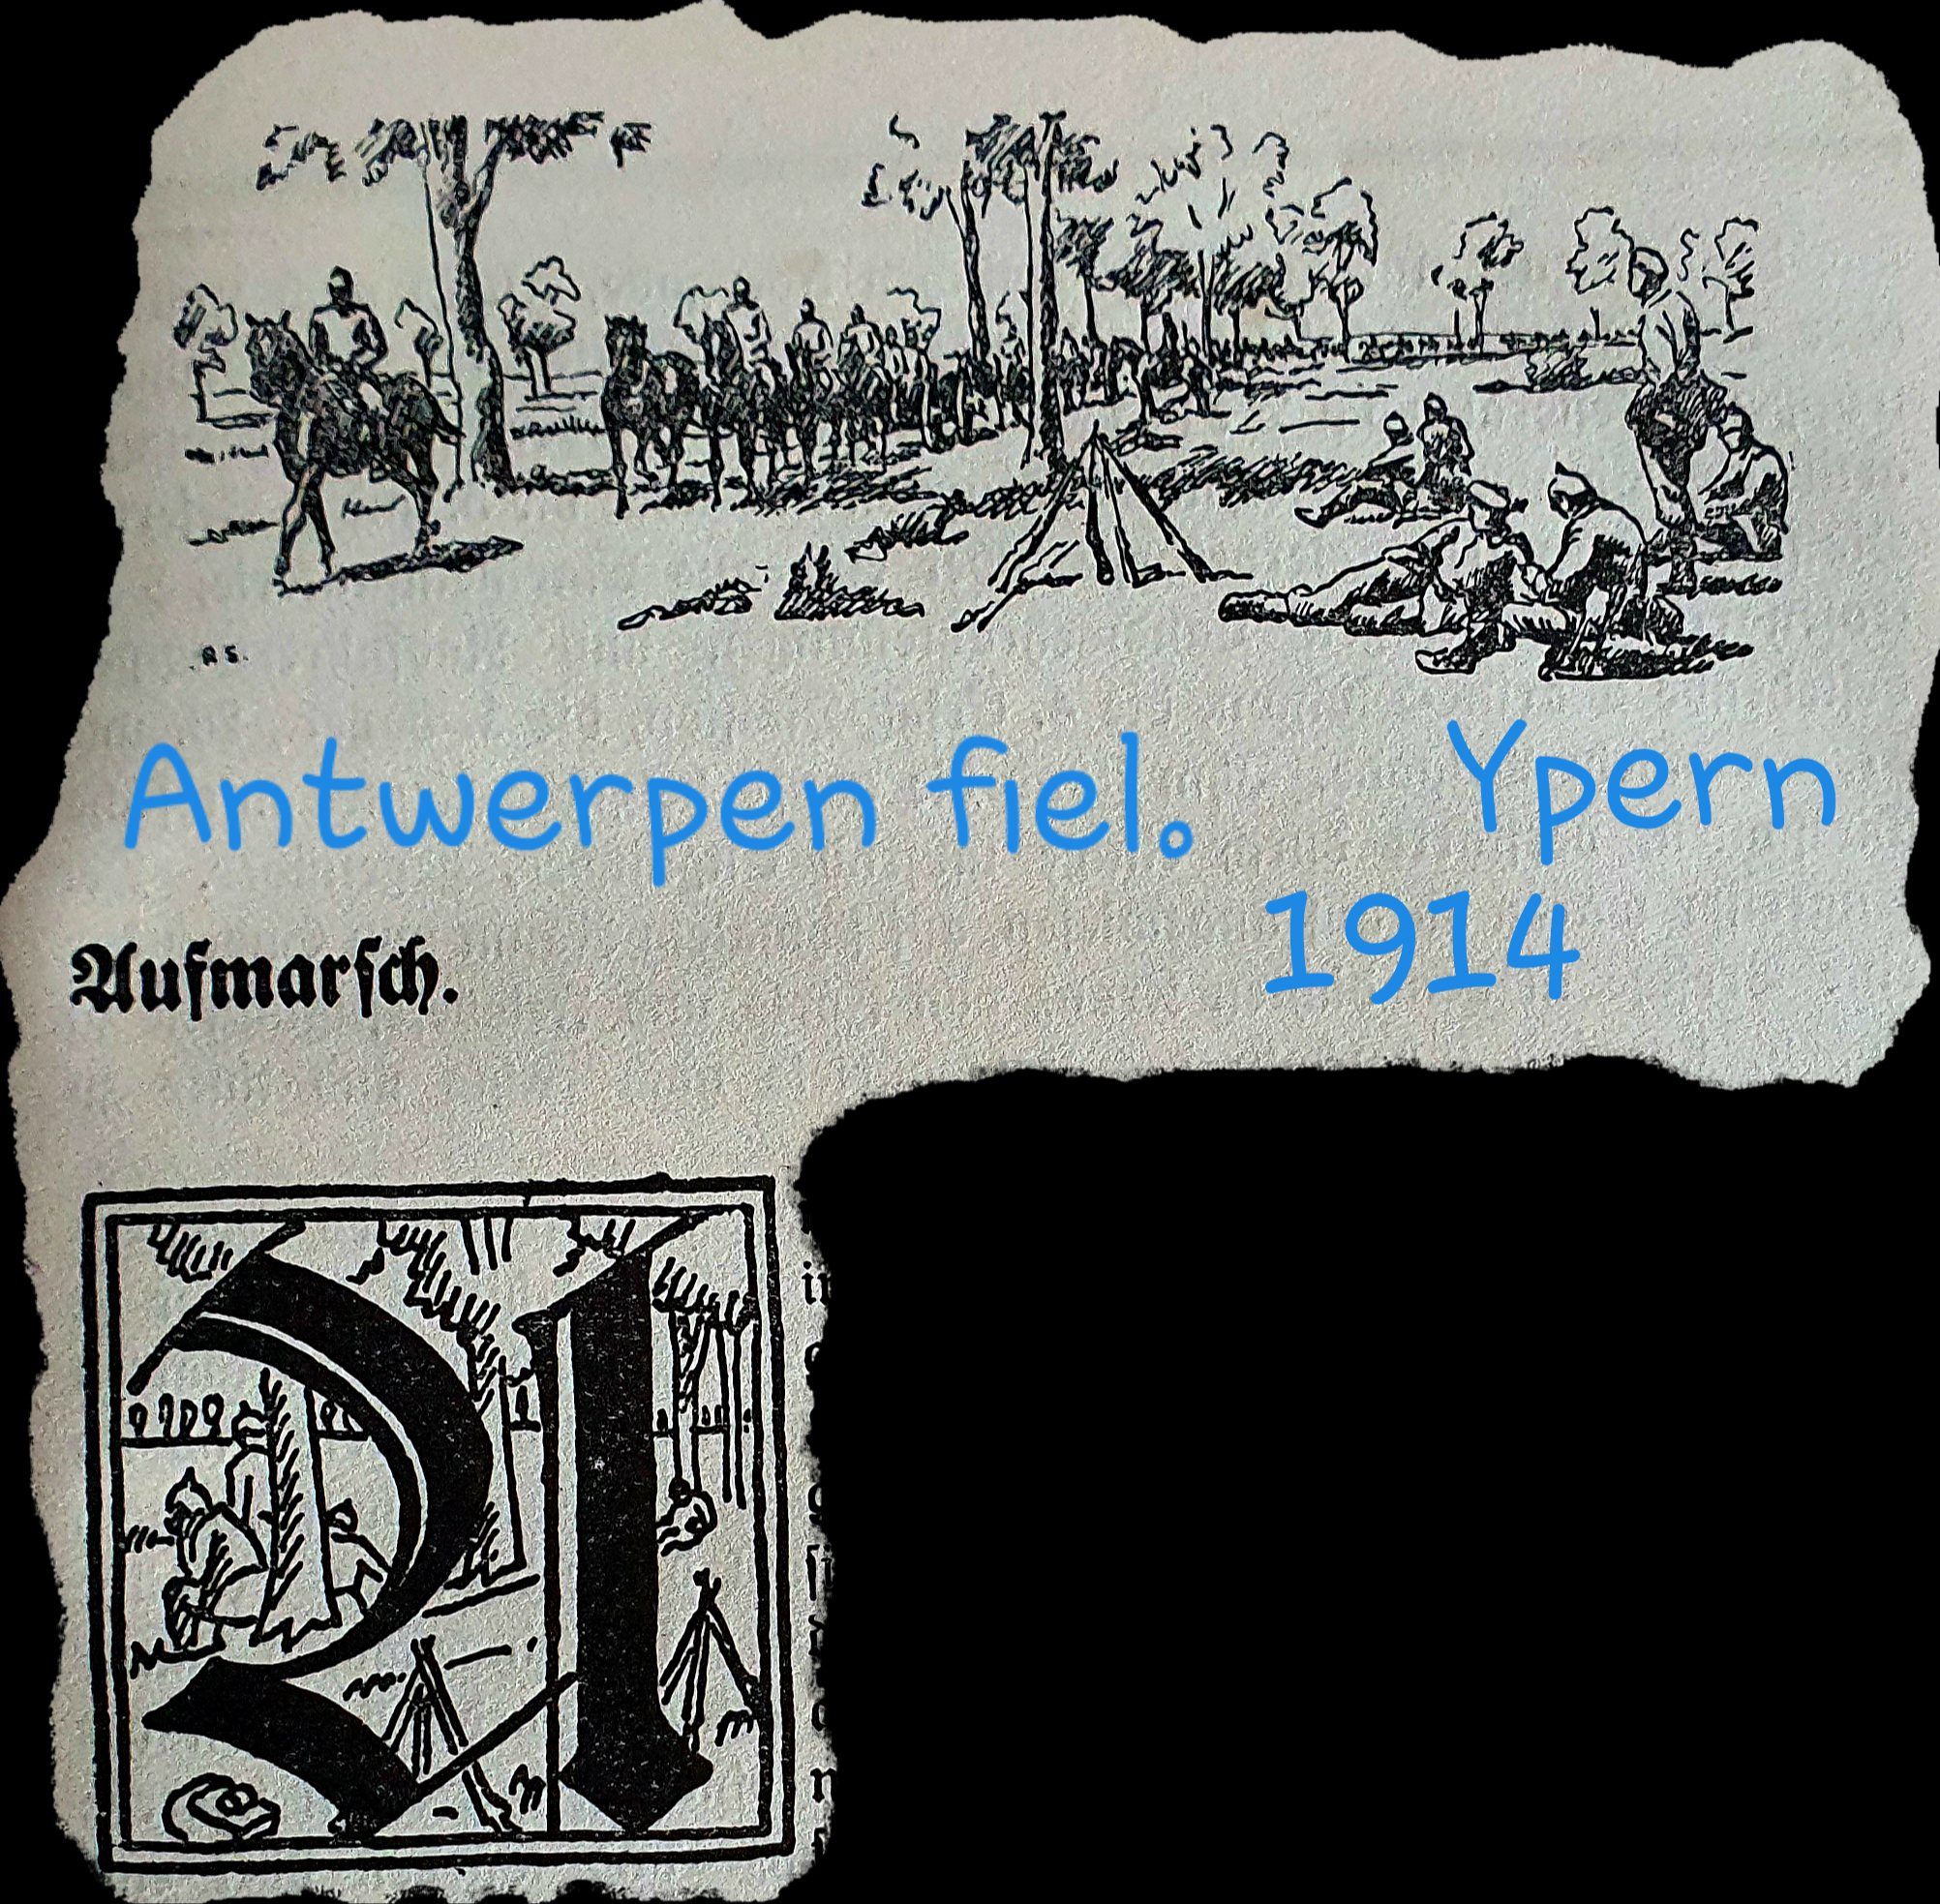 R S.
Antwerpen fiel.
Ypern
1914
Aufmarsch.
A